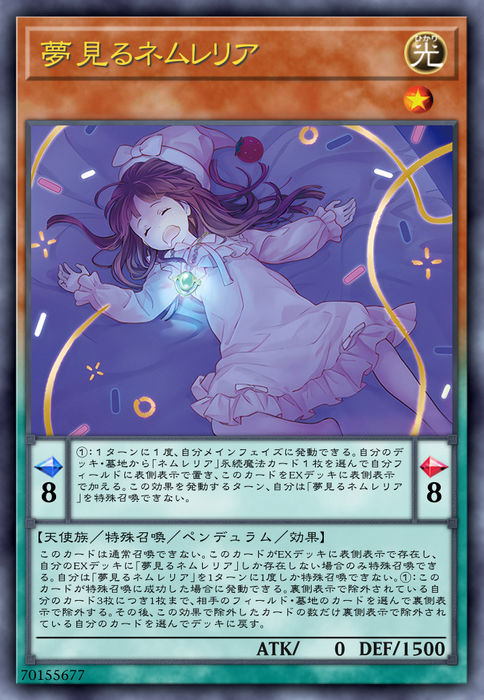 夢見るネムレリア
ひかり
光
①：１ターンに１度、自分メインフェイズに発動できる。自分のデ
ッキ・墓地から「ネムレリア」永続魔法カード１枚を選んで自分フ
ィールドに表側表示で置き、このカードをEXデッキに表側表示
で加える。この効果を発動するターン、自分は「夢見るネムレリア」
を特殊召喚できない。
8
8
【天使族／特殊召喚／ペンデュラム／効果】
このカードは通常召喚できない。このカードがEXデッキに表側表示で存在し、
自分のEXデッキに「夢見るネムレリア」しか存在しない場合のみ特殊召喚でき
る。自分は「夢見るネムレリア」を1ターンに1度しか特殊召喚できない。①：この
カードが特殊召喚に成功した場合に発動できる。裏側表示で除外されている自
分のカード3枚につき1枚まで、相手のフィールド・墓地のカードを選んで裏側表
示で除外する。その後、この効果で除外したカードの数だけ裏側表示で除外され
ている自分のカードを選んでデッキに戻す。
ATK/ 0 DEF/1500
70155677